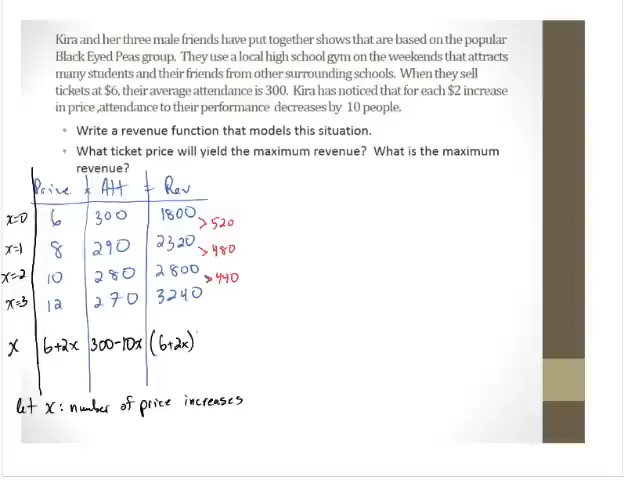 Kira and her three male friends have put together shows that are based on the popular
Black Eyed Peas group. They use a local high school gym on the weekends that attracts
many students and their friends from other surrounding schools. When they sell
tickets at $6, their average attendance is 300. Kira has noticed that for each $2 increase
in price ,attendance to their performance decreases by 10 people.
• Write a revenue function that models this situation.
• What ticket price will yield the maximum revenue? What is the maximum
revenue?
Price x Att = Rev
x=0 6 300 1800 >520
x=1 8 290 2320 >480
x=2 10 280 2800 >440
x=3 12 270 3240
x 6+2x 300-10x (6+2x)
let x: number of price increases